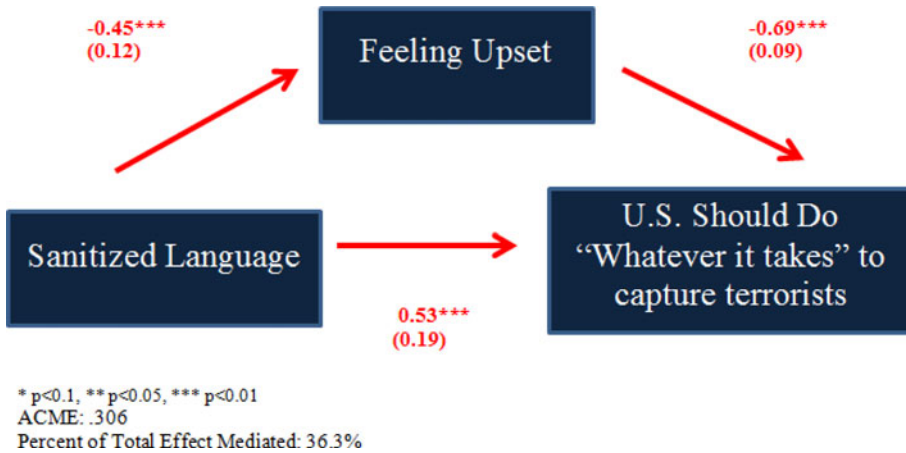 -0.45***
(0.12)
Feeling Upset
-0.69***
(0.09)
Sanitized Language
U.S. Should Do
“Whatever it takes” to
capture terrorists
0.53***
(0.19)
* p<0.1, ** p<0.05, *** p<0.01
ACME: .306
Percent of Total Effect Mediated: 36.3%